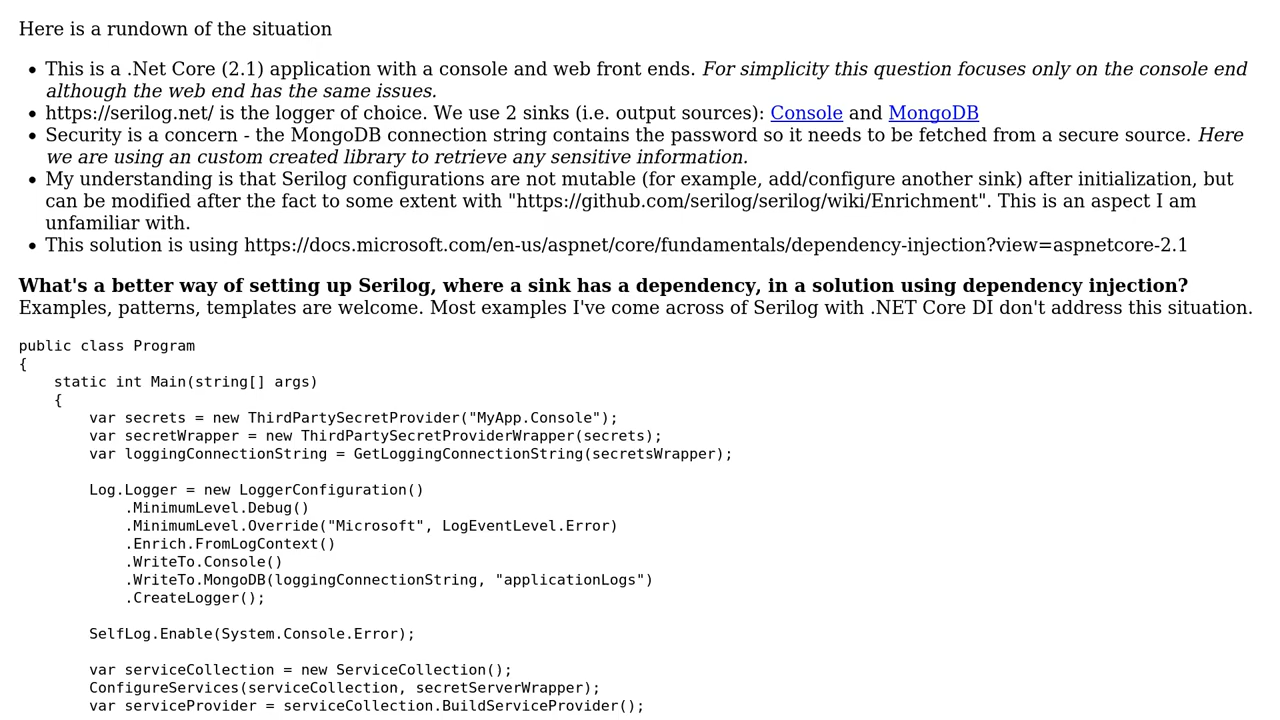 Here is a rundown of the situation
• This is a .Net Core (2.1) application with a console and web front ends. For simplicity this question focuses only on the console end
although the web end has the same issues.
• https://serilog.net/ is the logger of choice. We use 2 sinks (i.e. output sources): Console and MongoDB
• Security is a concern - the MongoDB connection string contains the password so it needs to be fetched from a secure source. Here
we are using an custom created library to retrieve any sensitive information.
• My understanding is that Serilog configurations are not mutable (for example, add/configure another sink) after initialization, but
can be modified after the fact to some extent with "https://github.com/serilog/serilog/wiki/Enrichment". This is an aspect I am
unfamiliar with.
• This solution is using https://docs.microsoft.com/en-us/aspnet/core/fundamentals/dependency-injection?view=aspnetcore-2.1
What's a better way of setting up Serilog, where a sink has a dependency, in a solution using dependency injection?
Examples, patterns, templates are welcome. Most examples I've come across of Serilog with .NET Core DI don't address this situation.
public class Program
{
    static int Main(string[] args)
    {
        var secrets = new ThirdPartySecretProvider("MyApp.Console");
        var secretWrapper = new ThirdPartySecretProviderWrapper(secrets);
        var loggingConnectionString = GetLoggingConnectionString(secretsWrapper);
        Log.Logger = new LoggerConfiguration()
            .MinimumLevel.Debug()
            .MinimumLevel.Override("Microsoft", LogEventLevel.Error)
            .Enrich.FromLogContext()
            .WriteTo.Console()
            .WriteTo.MongoDB(loggingConnectionString, "applicationLogs")
            .CreateLogger();
        SelfLog.Enable(System.Console.Error);
        var serviceCollection = new ServiceCollection();
        ConfigureServices(serviceCollection, secretServerWrapper);
        var serviceProvider = serviceCollection.BuildServiceProvider();